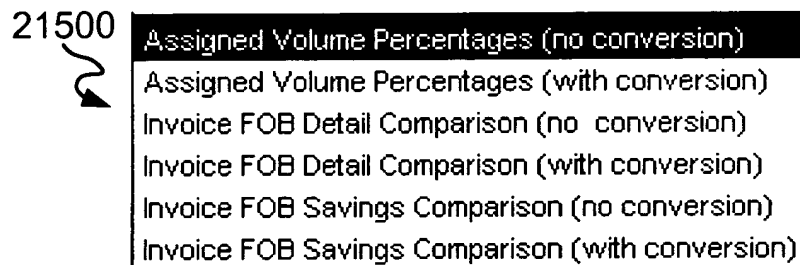 21500
Assigned Volume Percentages (no conversion)
Assigned Volume Percentages (with conversion)
Invoice FOB Detail Comparison (no conversion)
Invoice FOB Detail Comparison (with conversion)
Invoice FOB Savings Comparison (no conversion)
Invoice FOB Savings Comparison (with conversion)